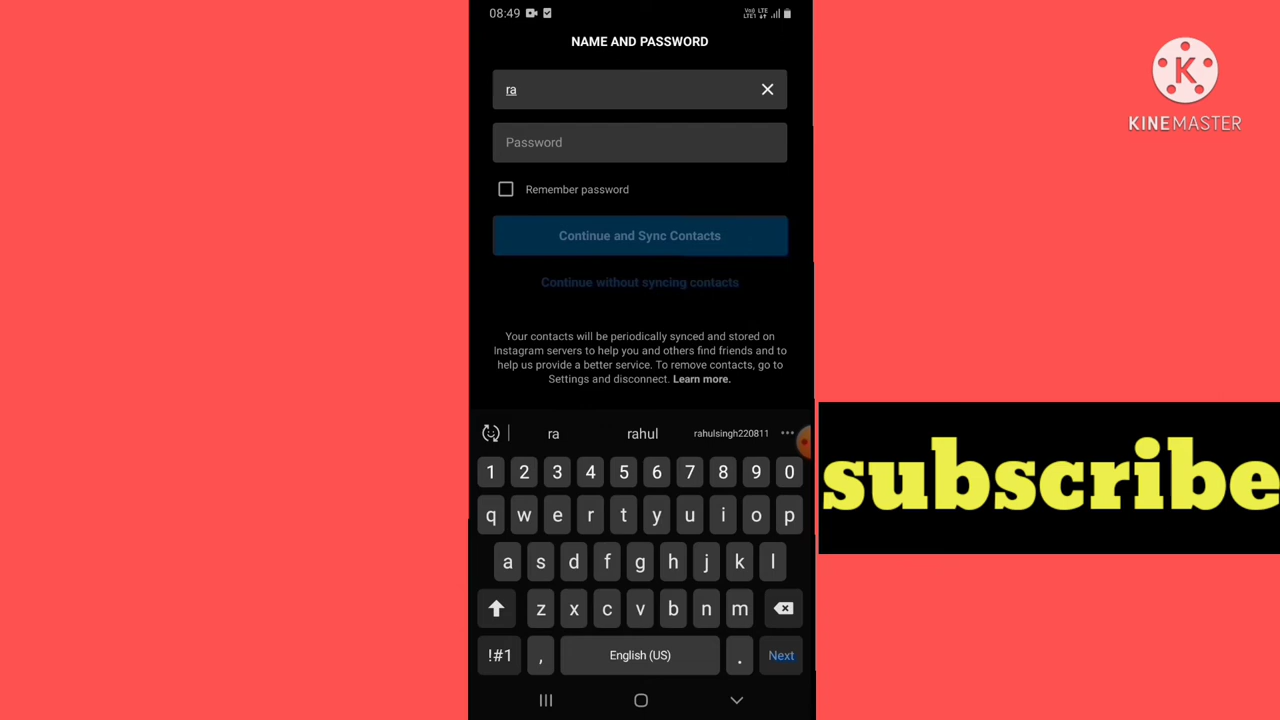 08:49
Vo)) LTE
LTE1
NAME AND PASSWORD
ra
Password
Remember password
Continue and Sync Contacts
Continue without syncing contacts
Your contacts will be periodically synced and stored on
Instagram servers to help you and others find friends and to
help us provide a better service. To remove contacts, go to
Settings and disconnect. Learn more.
ra rahul rahulsingh220811
1 2 3 4 5 6 7 8 9 0
q w e r t y u i o p
a s d f g h j k l
z x c v b n m
!#1 , English (US) . Next
K
KINEMASTER
subscribe